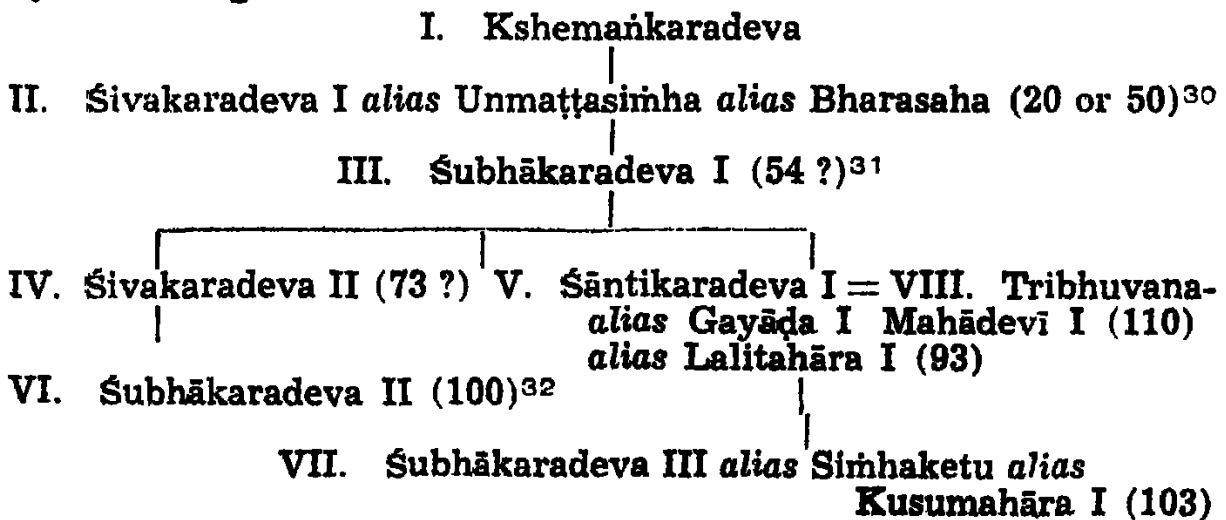 I. Kshemaṅkaradeva
II. Śivakaradeva I alias Unmaṭṭasiṁha alias Bharasaha (20 or 50)³⁰
III. Śubhākaradeva I (54 ?)³¹
IV. Śivakaradeva II (73 ?) V. Śāntikaradeva I = VIII. Tribhuvana-
alias Gayāḍa I Mahādevī I (110)
alias Lalitahāra I (93)
VI. Śubhākaradeva II (100)³²
VII. Śubhākaradeva III alias Siṁhaketu alias
Kusumahāra I (103)